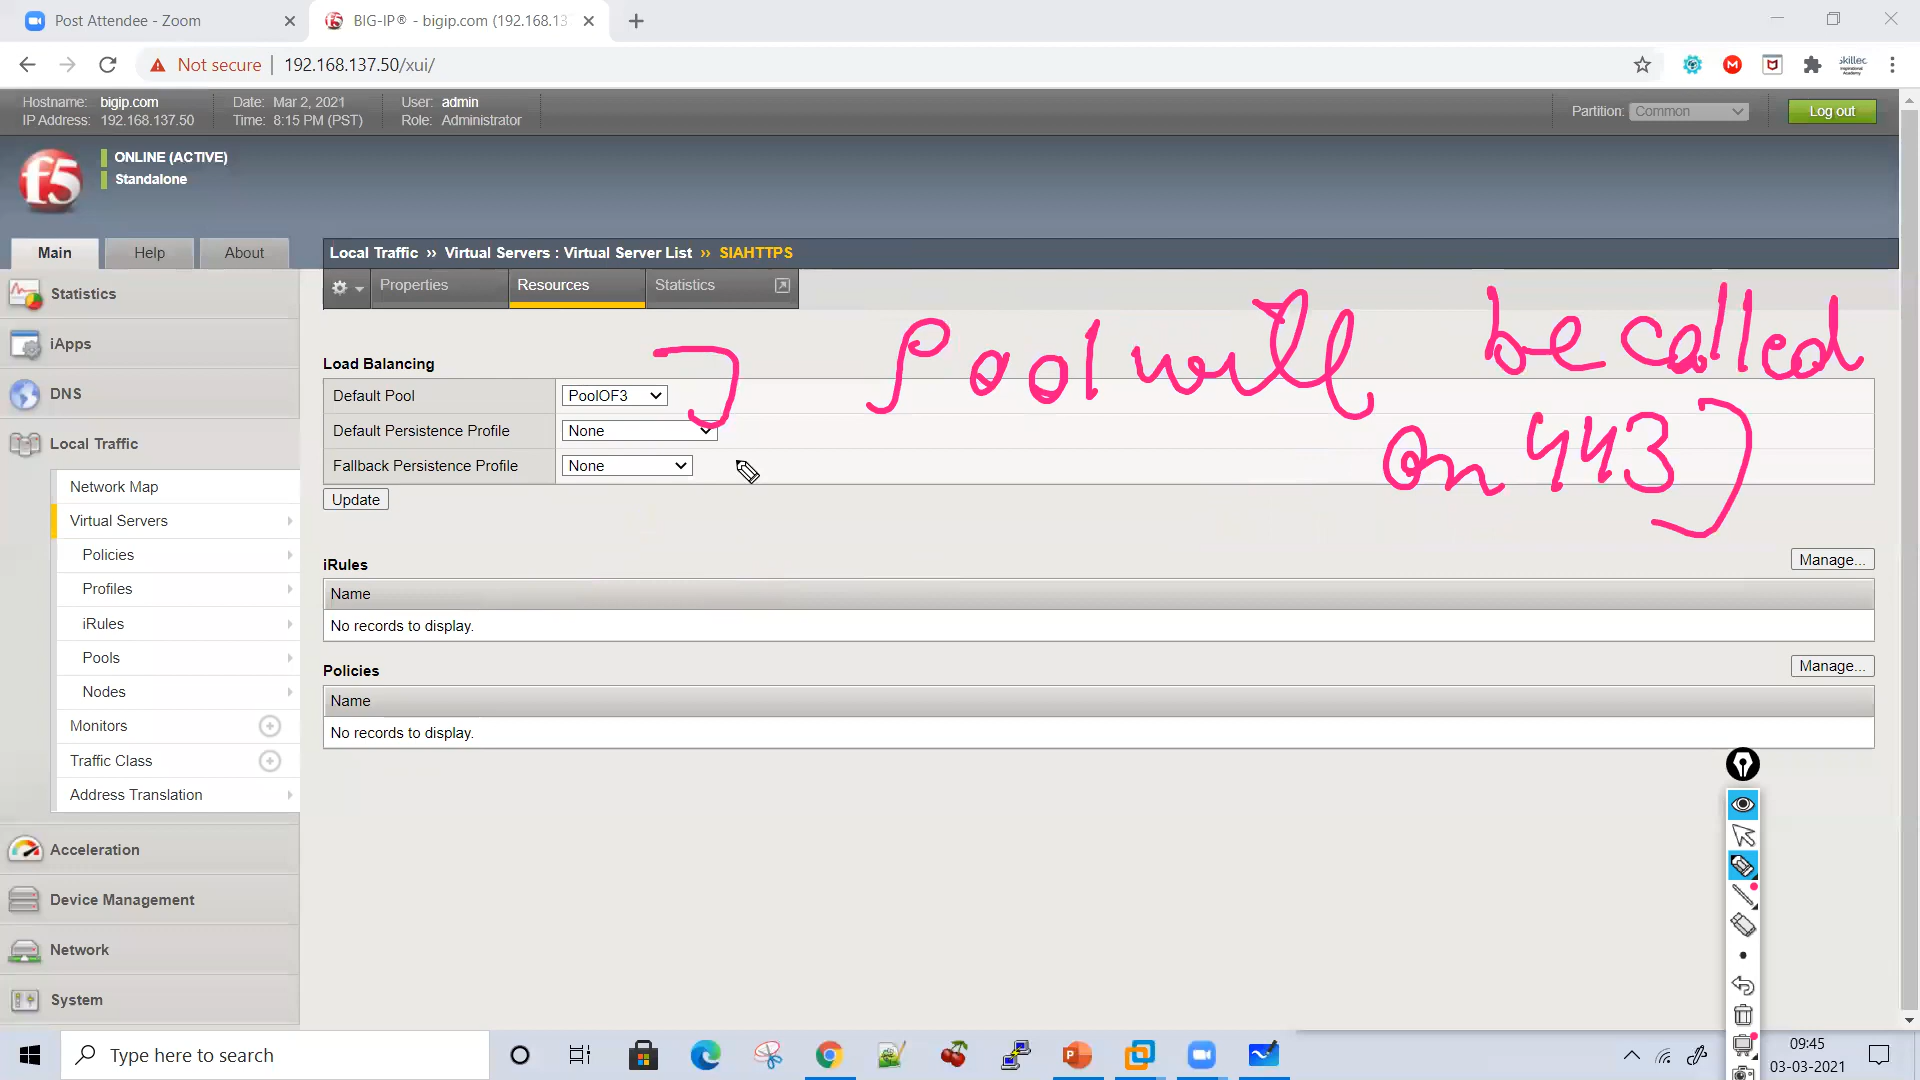 Post Attendee - Zoom
BIG-IP® - bigip.com (192.168.13
Not secure
192.168.137.50/xui/
skillec
Hostname: bigip.com
IP Address: 192.168.137.50
Date: Mar 2, 2021
Time: 8:15 PM (PST)
User: admin
Role: Administrator
Partition: Common
Log out
f5
ONLINE (ACTIVE)
Standalone
Main
Help
About
Local Traffic ›› Virtual Servers : Virtual Server List ›› SIAHTTPS
Properties
Resources
Statistics
Statistics
iApps
DNS
Local Traffic
Network Map
Virtual Servers
Policies
Profiles
iRules
Pools
Nodes
Monitors
Traffic Class
Address Translation
Acceleration
Device Management
Network
System
Load Balancing
Default Pool PoolOF3
Default Persistence Profile None
Fallback Persistence Profile None
Update
Pool will be called
on 443
iRules
Manage...
Name
No records to display.
Policies
Manage...
Name
No records to display.
Type here to search
09:45
03-03-2021